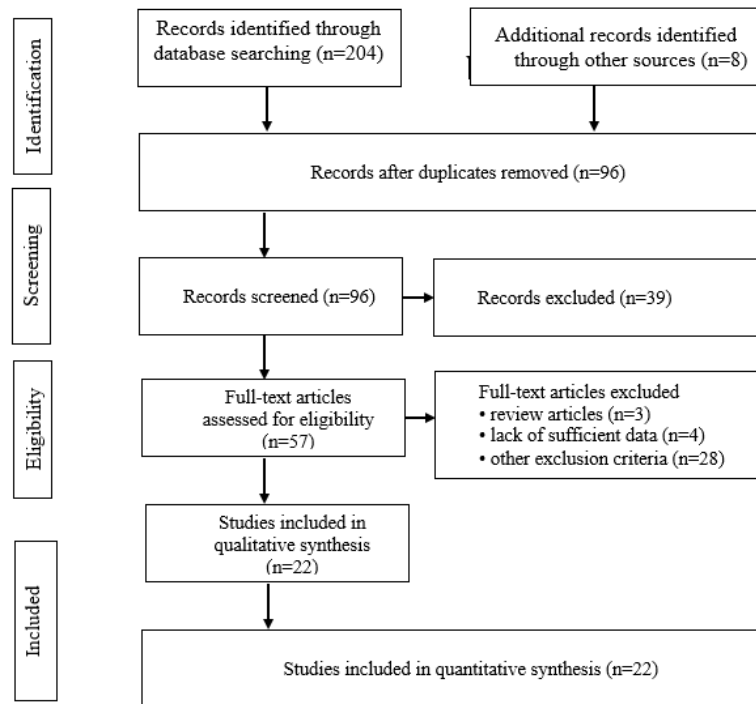 Identification
Records identified through
database searching (n=204)
Additional records identified
through other sources (n=8)
Records after duplicates removed (n=96)
Screening
Records screened (n=96)
Records excluded (n=39)
Eligibility
Full-text articles
assessed for eligibility
(n=57)
Full-text articles excluded
• review articles (n=3)
• lack of sufficient data (n=4)
• other exclusion criteria (n=28)
Included
Studies included in
qualitative synthesis
(n=22)
Studies included in quantitative synthesis (n=22)